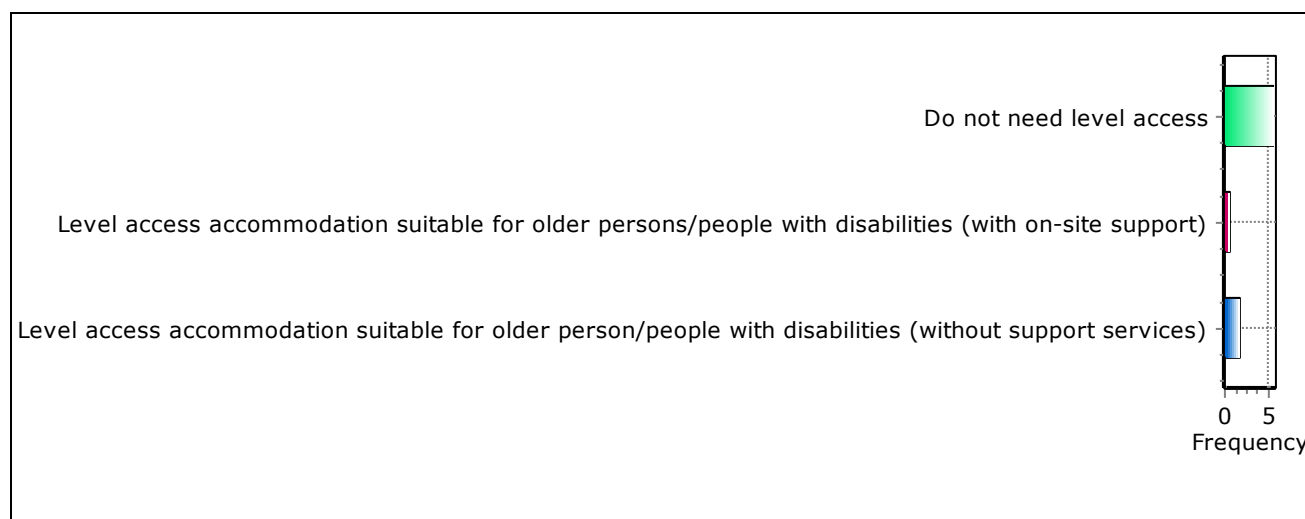 Do not need level access
Level access accommodation suitable for older persons/people with disabilities (with on-site support)
Level access accommodation suitable for older person/people with disabilities (without support services)
0 5
Frequency